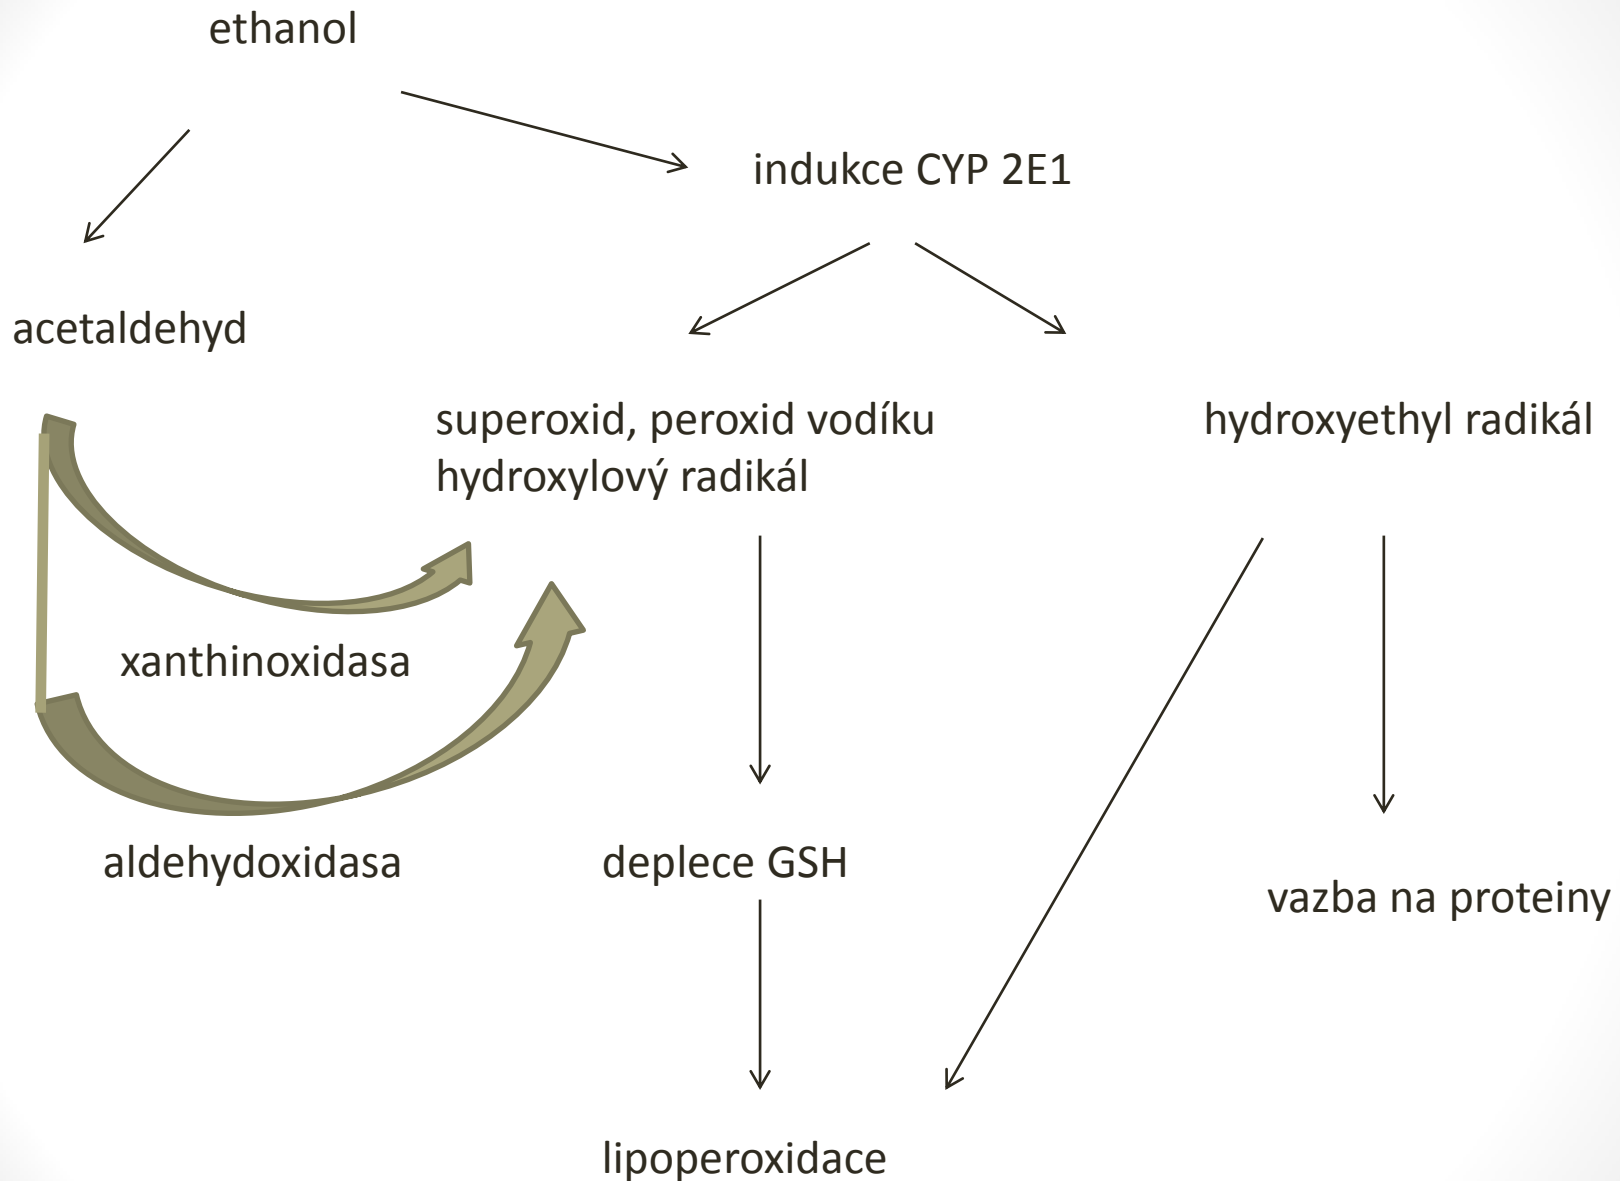 ethanol
indukce CYP 2E1
acetaldehyd
superoxid, peroxid vodíku
hydroxylový radikál
hydroxyethyl radikál
xanthinoxidasa
aldehydoxidasa
deplece GSH
vazba na proteiny
lipoperoxidace